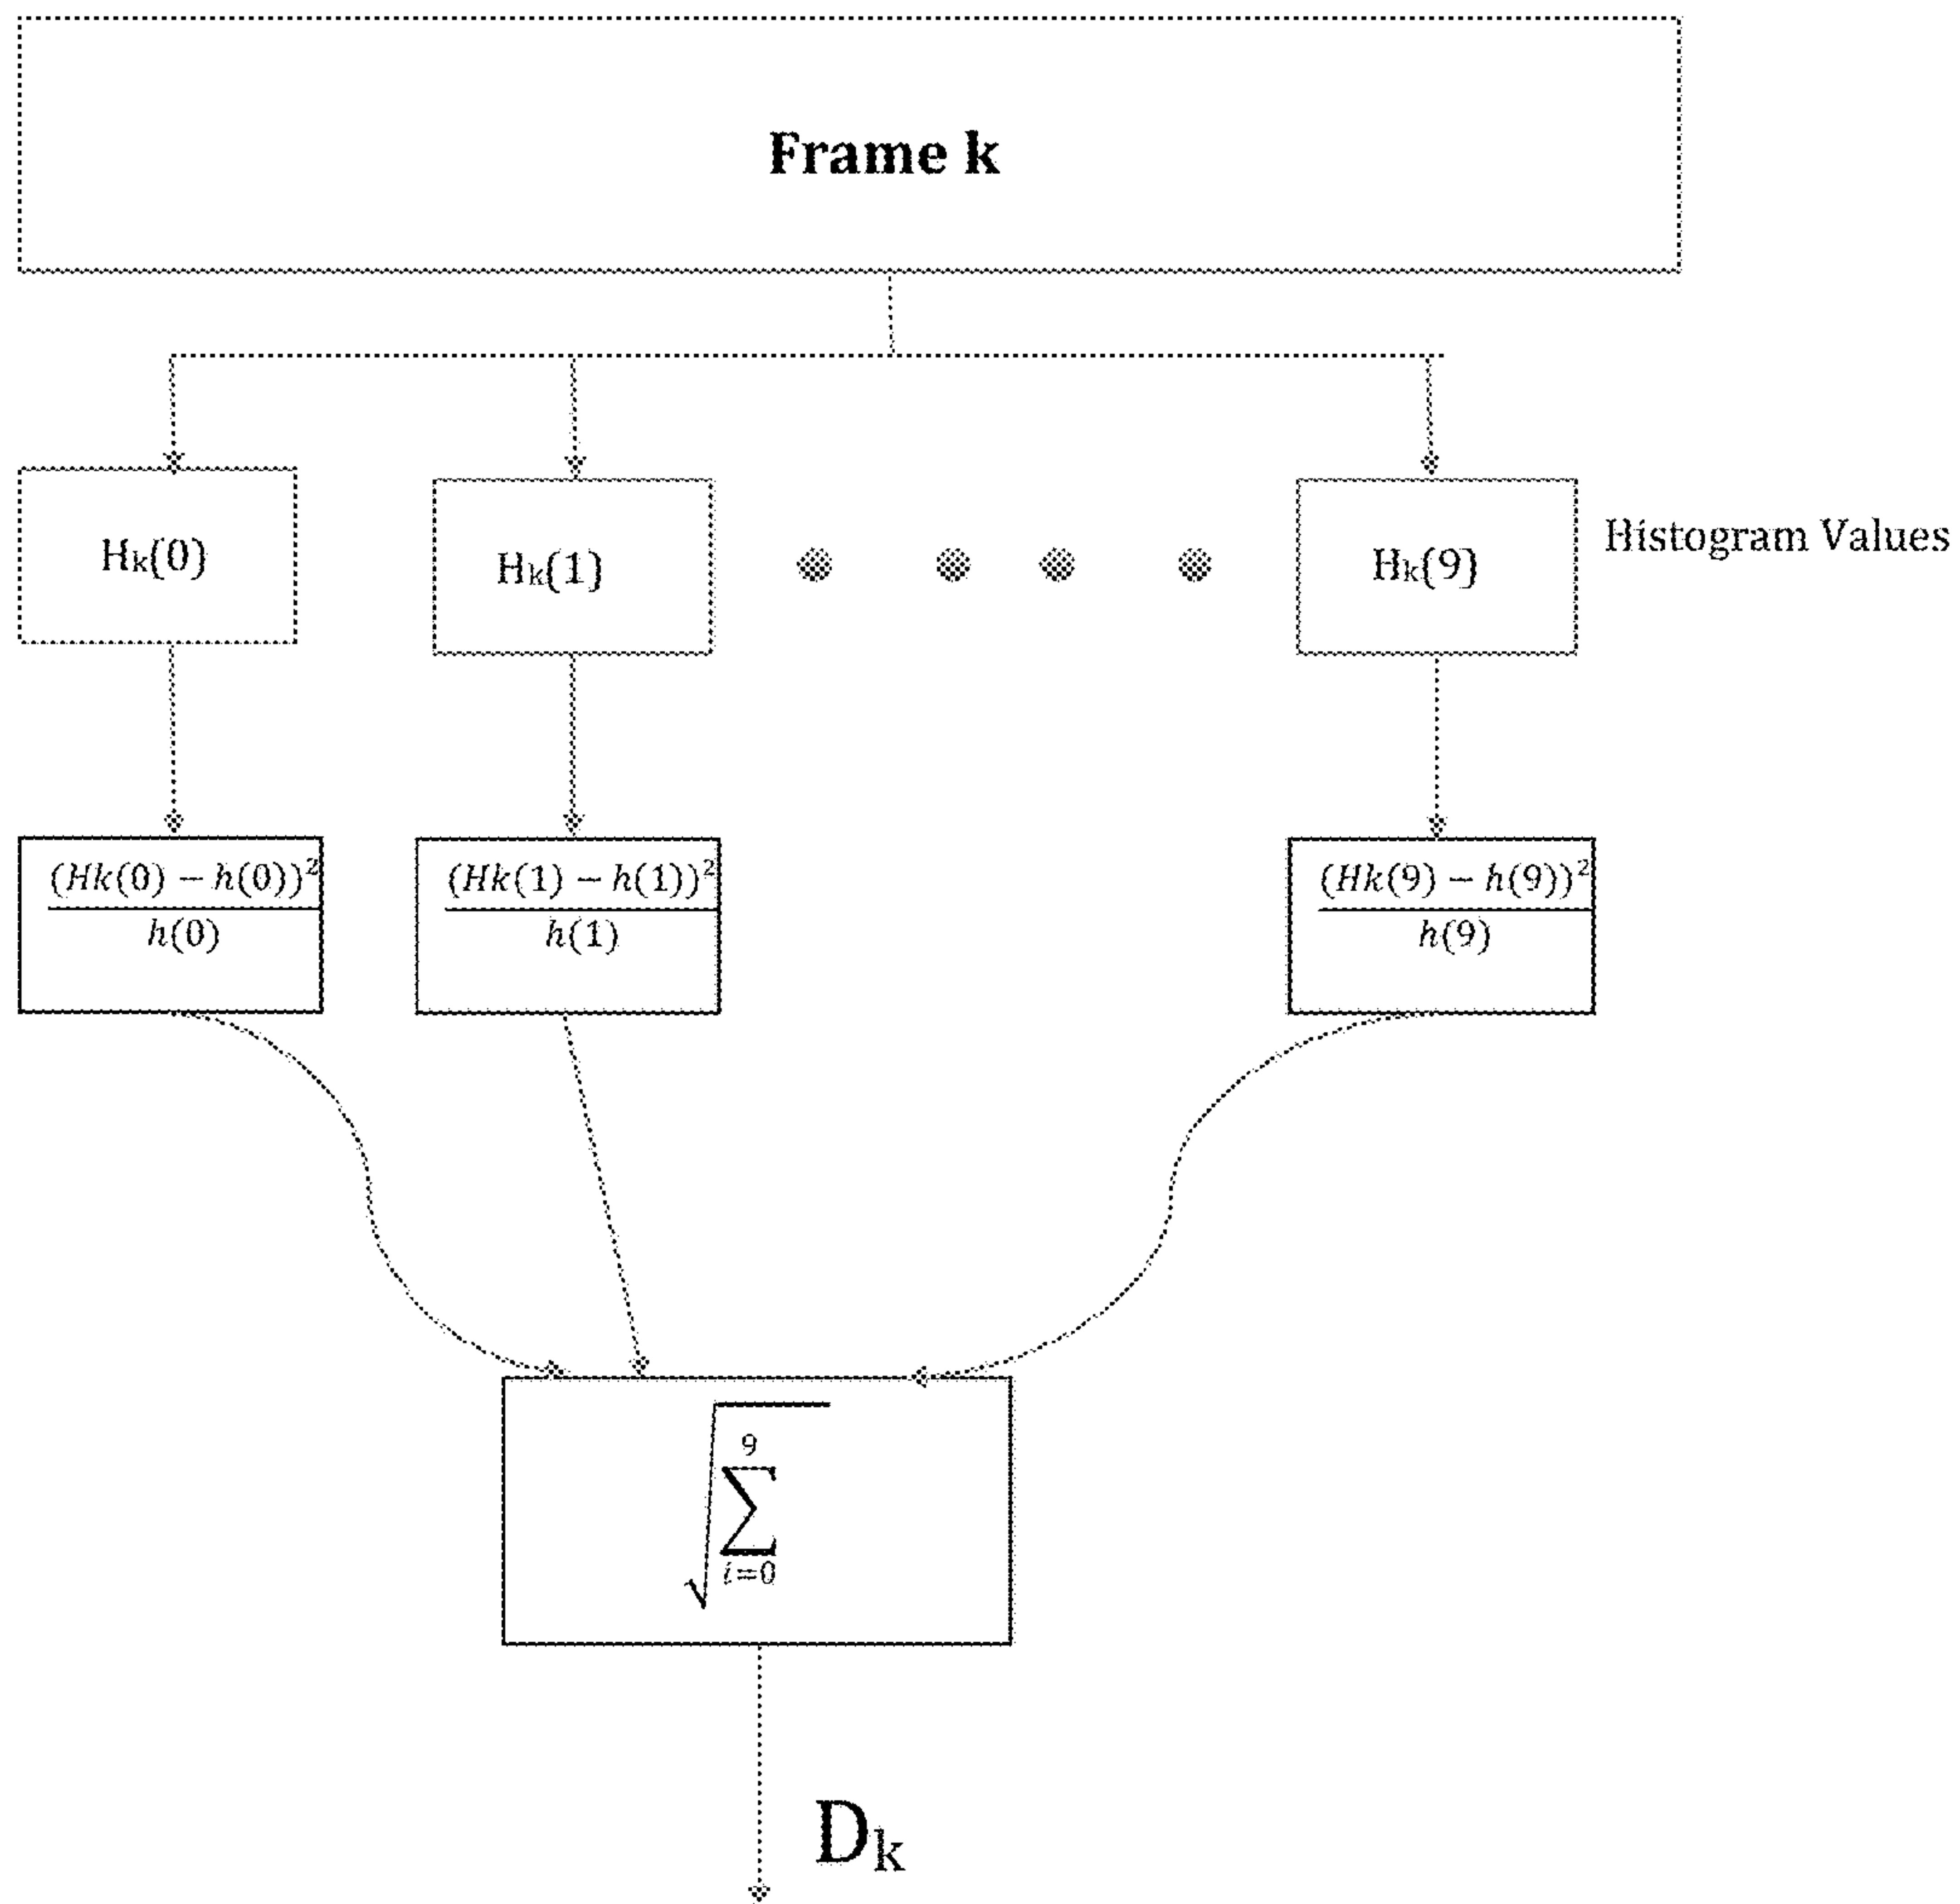 Frame k
Hk(0)
Hk(1)
Hk(9)
Histogram Values
(Hk(0) − h(0))²
h(0)
(Hk(1) − h(1))²
h(1)
(Hk(9) − h(9))²
h(9)
9
√∑
i=0
Dk